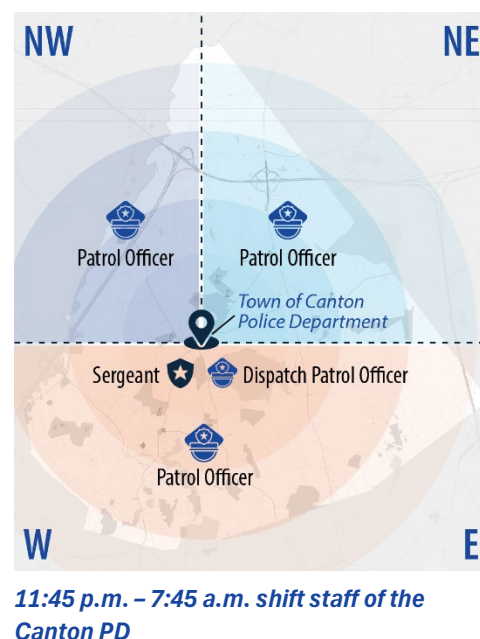 NW
NE
Patrol Officer
Patrol Officer
Town of Canton
Police Department
Sergeant
Dispatch Patrol Officer
Patrol Officer
W
E
11:45 p.m. – 7:45 a.m. shift staff of the
Canton PD